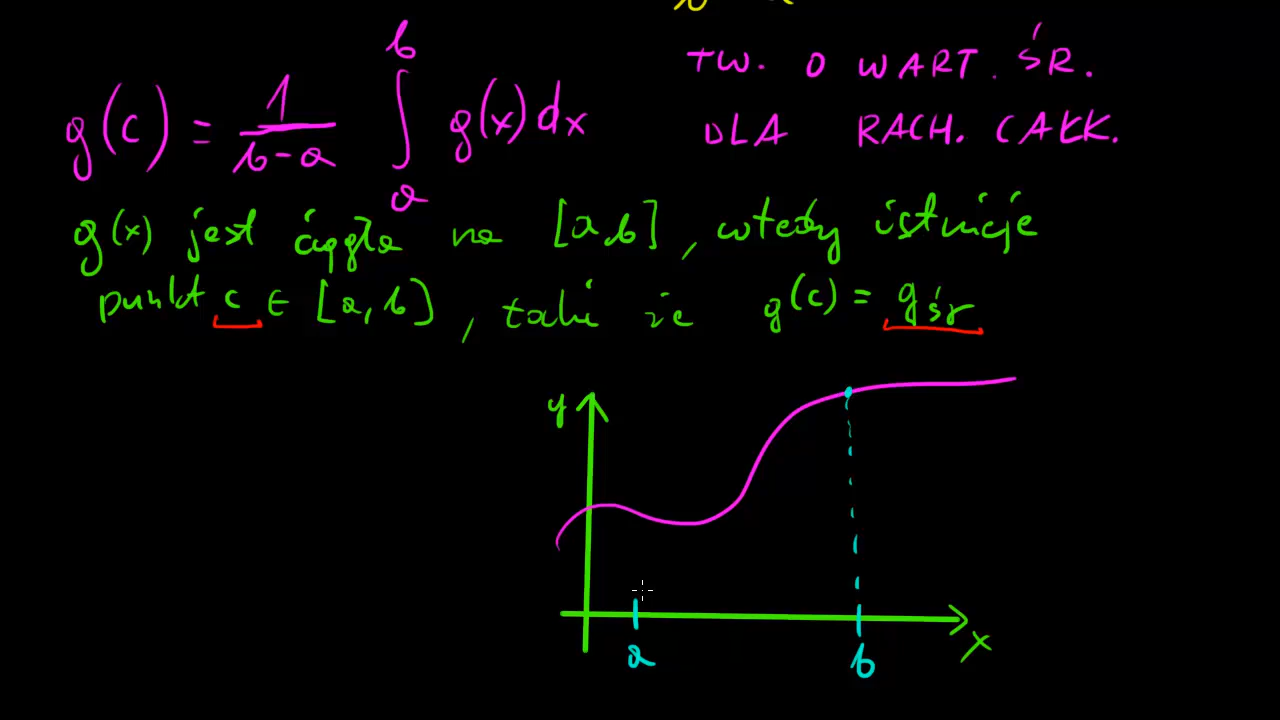 TW. O WART. ŚR.
DLA RACH. CAŁK.
g(c) = 1/(b-a) ∫_a^b g(x)dx
g(x) jest ciągła na [a,b], wtedy istnieje
punkt c ∈ [a,b], taki że g(c) = gśr
y
x
a
b